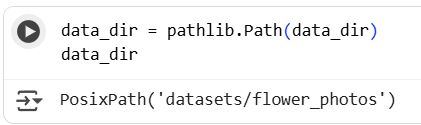 data_dir = pathlib.Path(data_dir)
data_dir
PosixPath('datasets/flower_photos')